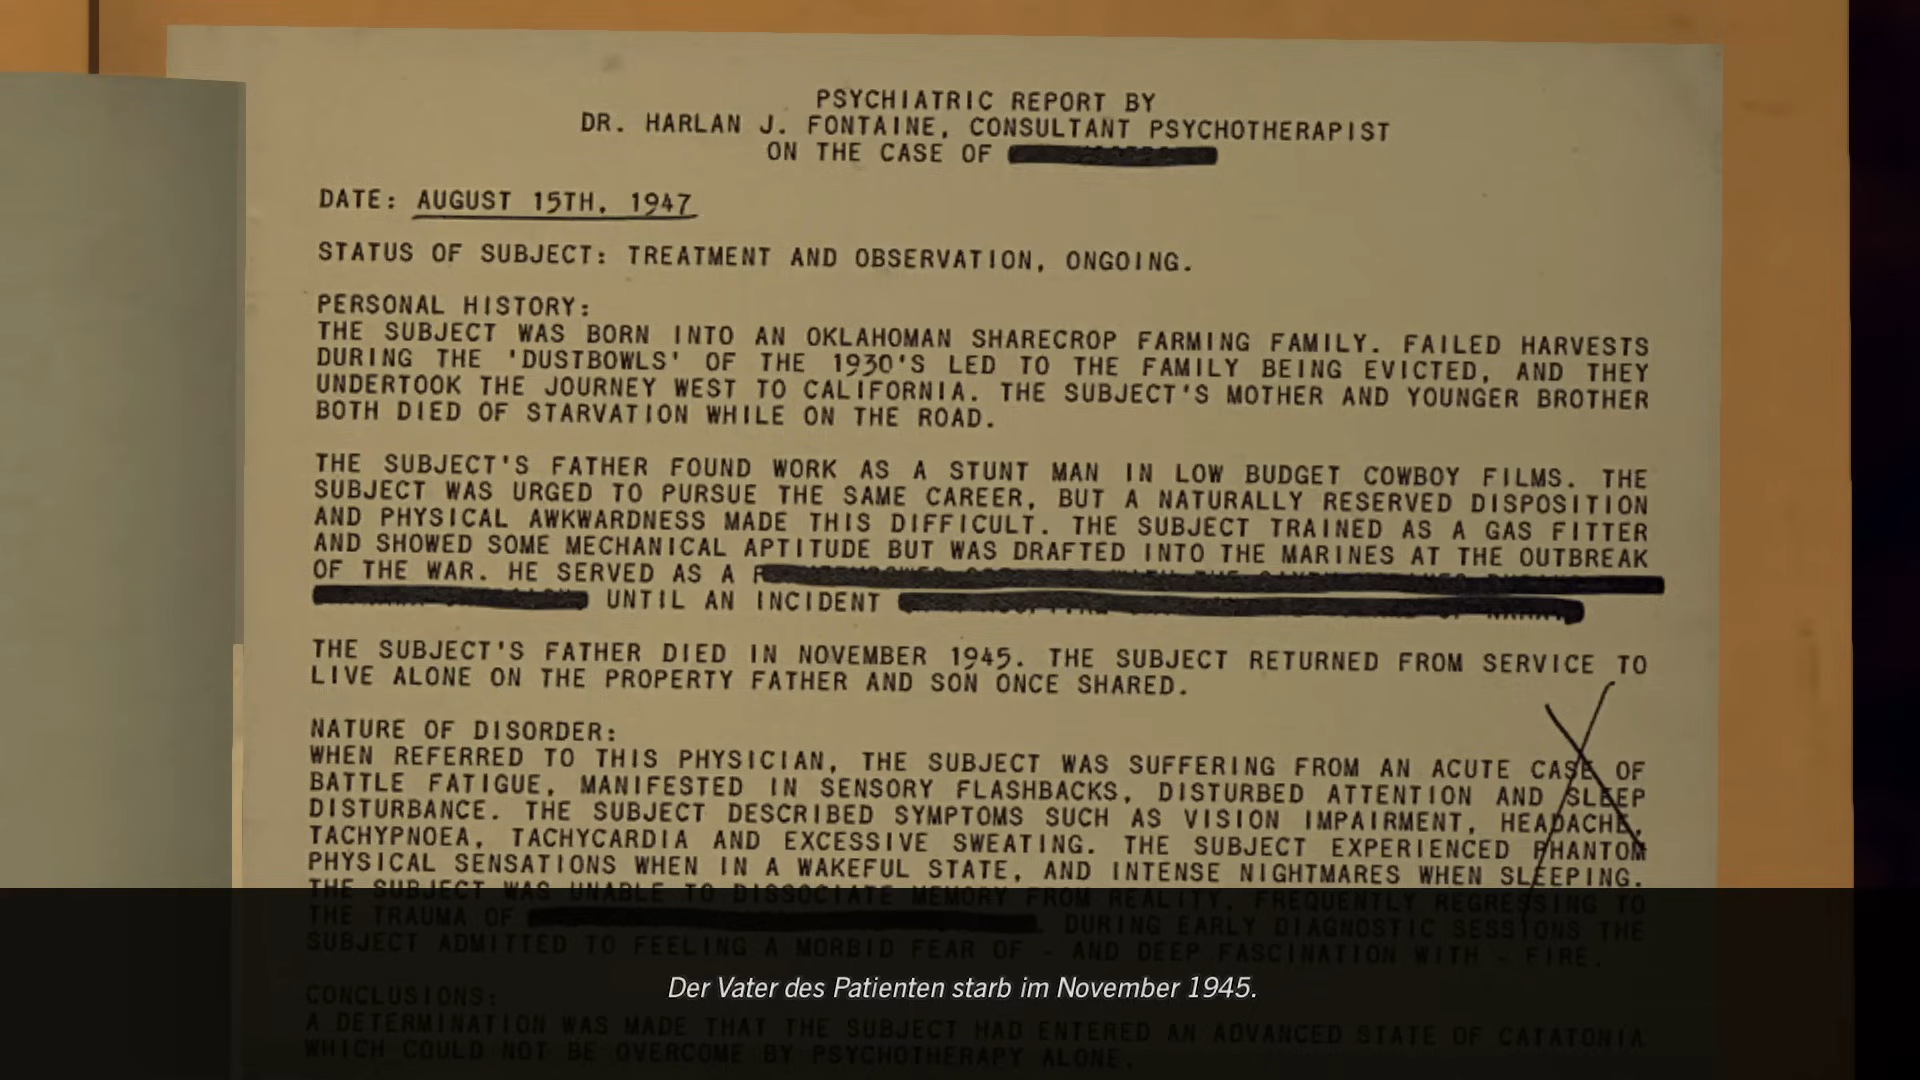 PSYCHIATRIC REPORT BY
DR. HARLAN J. FONTAINE, CONSULTANT PSYCHOTHERAPIST
ON THE CASE OF
DATE: AUGUST 15TH, 1947
STATUS OF SUBJECT: TREATMENT AND OBSERVATION, ONGOING.
PERSONAL HISTORY:
THE SUBJECT WAS BORN INTO AN OKLAHOMAN SHARECROP FARMING FAMILY. FAILED HARVESTS
DURING THE 'DUSTBOWLS' OF THE 1930'S LED TO THE FAMILY BEING EVICTED, AND THEY
UNDERTOOK THE JOURNEY WEST TO CALIFORNIA. THE SUBJECT'S MOTHER AND YOUNGER BROTHER
BOTH DIED OF STARVATION WHILE ON THE ROAD.
THE SUBJECT'S FATHER FOUND WORK AS A STUNT MAN IN LOW BUDGET COWBOY FILMS. THE
SUBJECT WAS URGED TO PURSUE THE SAME CAREER, BUT A NATURALLY RESERVED DISPOSITION
AND PHYSICAL AWKWARDNESS MADE THIS DIFFICULT. THE SUBJECT TRAINED AS A GAS FITTER
AND SHOWED SOME MECHANICAL APTITUDE BUT WAS DRAFTED INTO THE MARINES AT THE OUTBREAK
OF THE WAR. HE SERVED AS A
UNTIL AN INCIDENT
THE SUBJECT'S FATHER DIED IN NOVEMBER 1945. THE SUBJECT RETURNED FROM SERVICE TO
LIVE ALONE ON THE PROPERTY FATHER AND SON ONCE SHARED.
NATURE OF DISORDER:
WHEN REFERRED TO THIS PHYSICIAN, THE SUBJECT WAS SUFFERING FROM AN ACUTE CASE OF
BATTLE FATIGUE, MANIFESTED IN SENSORY FLASHBACKS, DISTURBED ATTENTION AND SLEEP
DISTURBANCE. THE SUBJECT DESCRIBED SYMPTOMS SUCH AS VISION IMPAIRMENT, HEADACHE,
TACHYPNOEA, TACHYCARDIA AND EXCESSIVE SWEATING. THE SUBJECT EXPERIENCED PHANTOM
PHYSICAL SENSATIONS WHEN IN A WAKEFUL STATE, AND INTENSE NIGHTMARES WHEN SLEEPING.
THE SUBJECT WAS UNABLE TO DISSOCIATE MEMORY FROM REALITY, FREQUENTLY REGRESSING TO
THE TRAUMA OF . DURING EARLY DIAGNOSTIC SESSIONS THE
SUBJECT ADMITTED TO FEELING A MORBID FEAR OF - AND DEEP FASCINATION WITH - FIRE.
CONCLUSIONS:
A DETERMINATION WAS MADE THAT THE SUBJECT HAD ENTERED AN ADVANCED STATE OF CATATONIA
WHICH COULD NOT BE OVERCOME BY PSYCHOTHERAPY ALONE.
Der Vater des Patienten starb im November 1945.